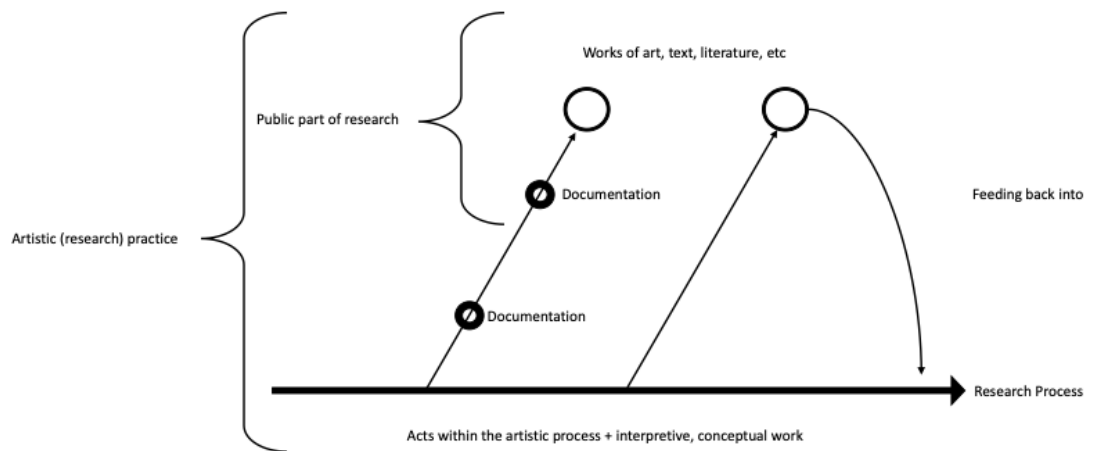 Works of art, text, literature, etc
Public part of research
Documentation
Feeding back into
Artistic (research) practice
Documentation
Research Process
Acts within the artistic process + interpretive, conceptual work